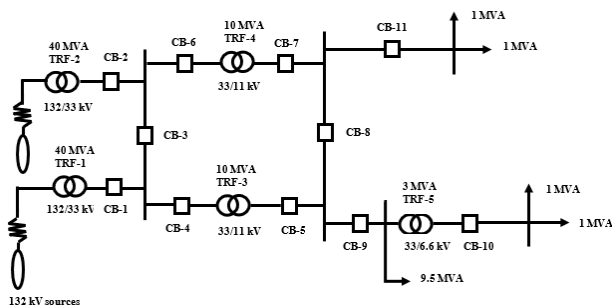 40 MVA
TRF-2
CB-2
132/33 kV
CB-6
10 MVA
TRF-4
CB-7
33/11 kV
CB-11
1 MVA
1 MVA
CB-3
CB-8
40 MVA
TRF-1
132/33 kV
CB-1
10 MVA
TRF-3
CB-4
33/11 kV
CB-5
3 MVA
TRF-5
CB-9
33/6.6 kV
CB-10
1 MVA
1 MVA
9.5 MVA
132 kV sources